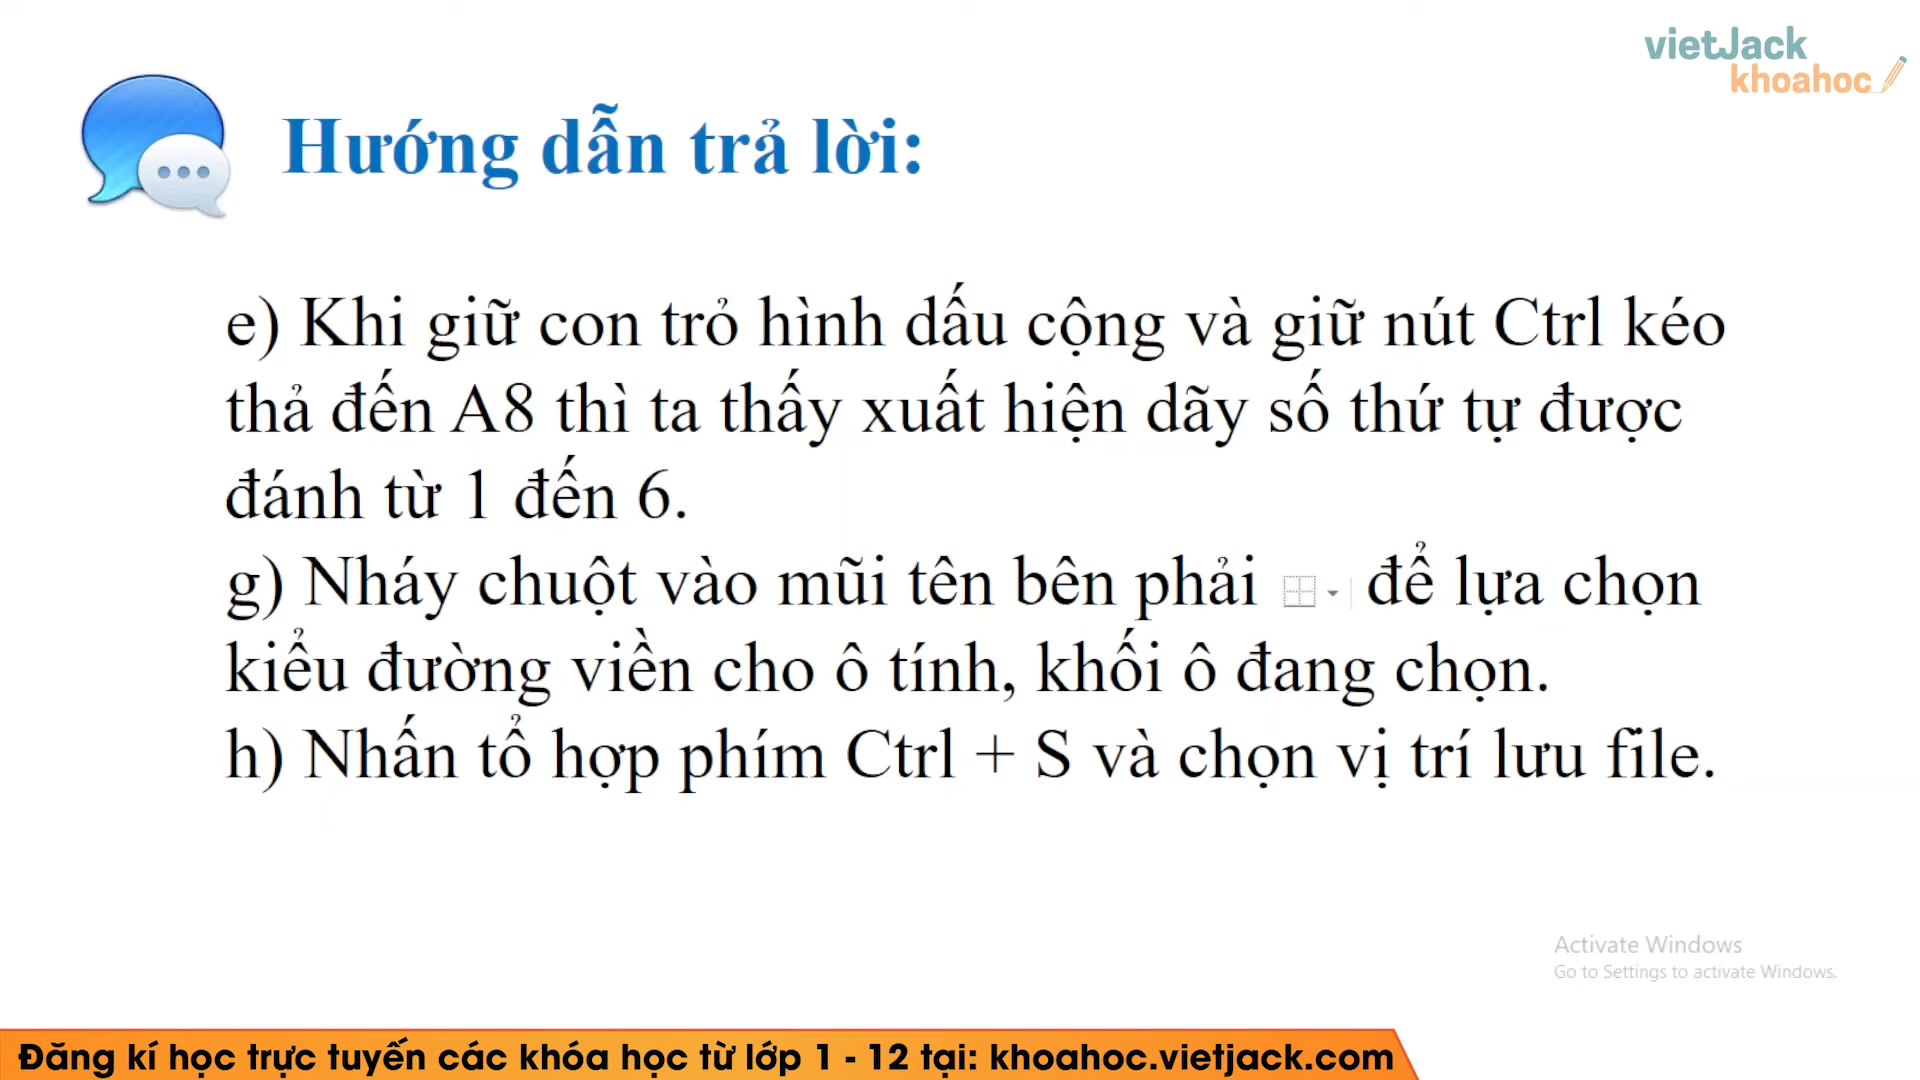 vietJack
khoahoc
Hướng dẫn trả lời:
e) Khi giữ con trỏ hình dấu cộng và giữ nút Ctrl kéo
thả đến A8 thì ta thấy xuất hiện dãy số thứ tự được
đánh từ 1 đến 6.
g) Nháy chuột vào mũi tên bên phải để lựa chọn
kiểu đường viền cho ô tính, khối ô đang chọn.
h) Nhấn tổ hợp phím Ctrl + S và chọn vị trí lưu file.
Activate Windows
Go to Settings to activate Windows.
Đăng kí học trực tuyến các khóa học từ lớp 1 - 12 tại: khoahoc.vietjack.com